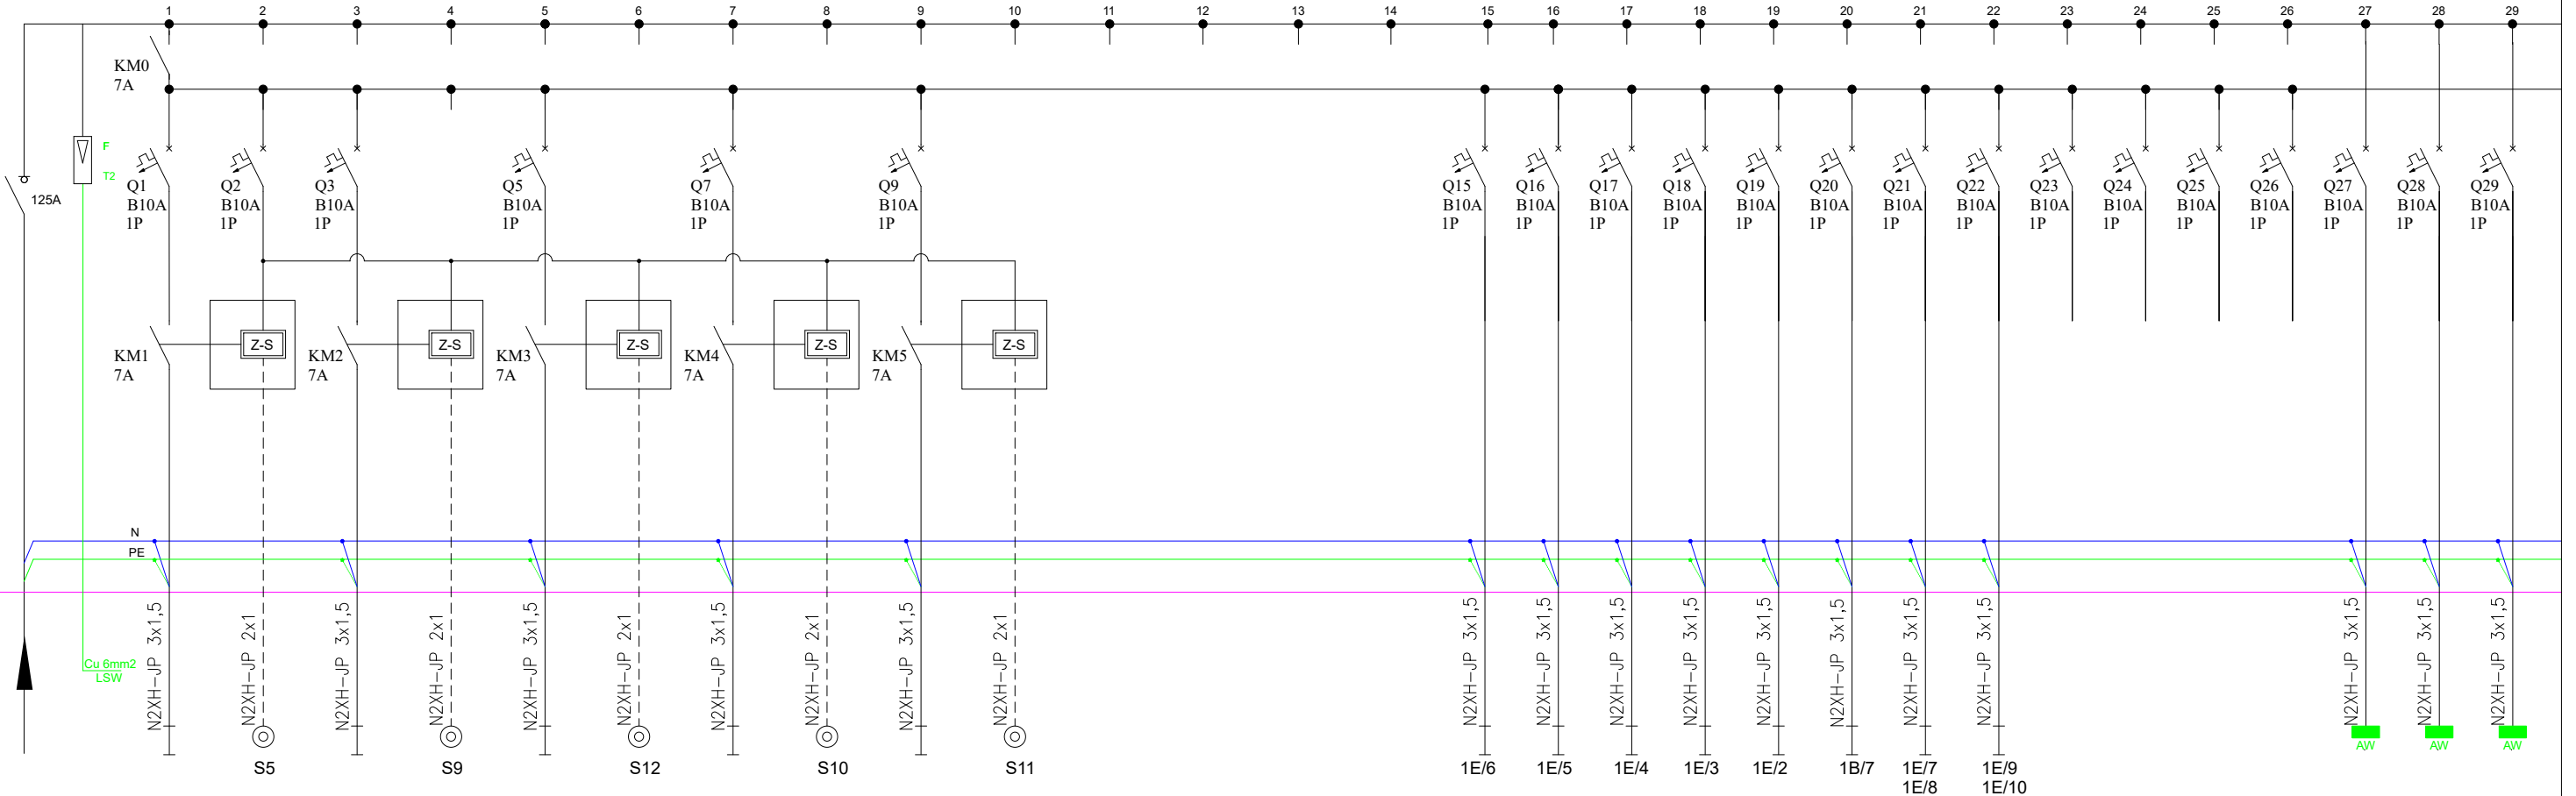 1 2 3 4 5 6 7 8 9 10 11 12 13 14 15 16 17 18 19 20 21 22 23 24 25 26 27 28 29
KM0
7A
F
T2
125A
Q1 Q2 Q3 Q5 Q7 Q9 Q15 Q16 Q17 Q18 Q19 Q20 Q21 Q22 Q23 Q24 Q25 Q26 Q27 Q28 Q29
B10A B10A B10A B10A B10A B10A B10A B10A B10A B10A B10A B10A B10A B10A B10A B10A B10A B10A B10A B10A B10A
1P 1P 1P 1P 1P 1P 1P 1P 1P 1P 1P 1P 1P 1P 1P 1P 1P 1P 1P 1P 1P
Z-S Z-S Z-S Z-S Z-S
KM1 KM2 KM3 KM4 KM5
7A 7A 7A 7A 7A
N
PE
Cu 6mm2
LSW
N2XH-JP 3x1,5
N2XH-JP 2x1
N2XH-JP 3x1,5
N2XH-JP 2x1
N2XH-JP 3x1,5
N2XH-JP 2x1
N2XH-JP 3x1,5
N2XH-JP 2x1
N2XH-JP 3x1,5
N2XH-JP 2x1
N2XH-JP 3x1,5
N2XH-JP 3x1,5
N2XH-JP 3x1,5
N2XH-JP 3x1,5
N2XH-JP 3x1,5
N2XH-JP 3x1,5
N2XH-JP 3x1,5
N2XH-JP 3x1,5
N2XH-JP 3x1,5
N2XH-JP 3x1,5
N2XH-JP 3x1,5
AW AW AW
S5 S9 S12 S10 S11 1E/6 1E/5 1E/4 1E/3 1E/2 1B/7 1E/7 1E/9
1E/8 1E/10